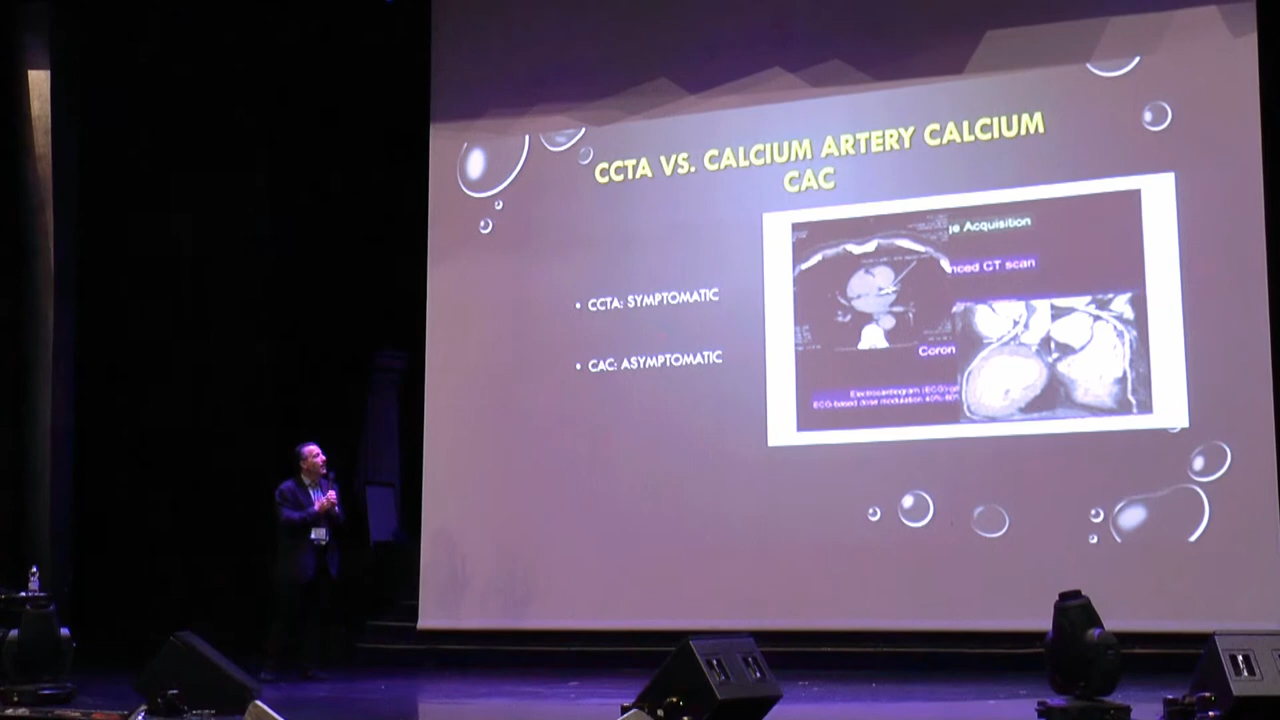 CCTA VS. CALCIUM ARTERY CALCIUM
CAC
• CCTA: SYMPTOMATIC
• CAC: ASYMPTOMATIC
ge Acquisition
nced CT scan
Coron
Electrocardiogram (ECG)-ga
ECG-based dose modulation 40%-80%